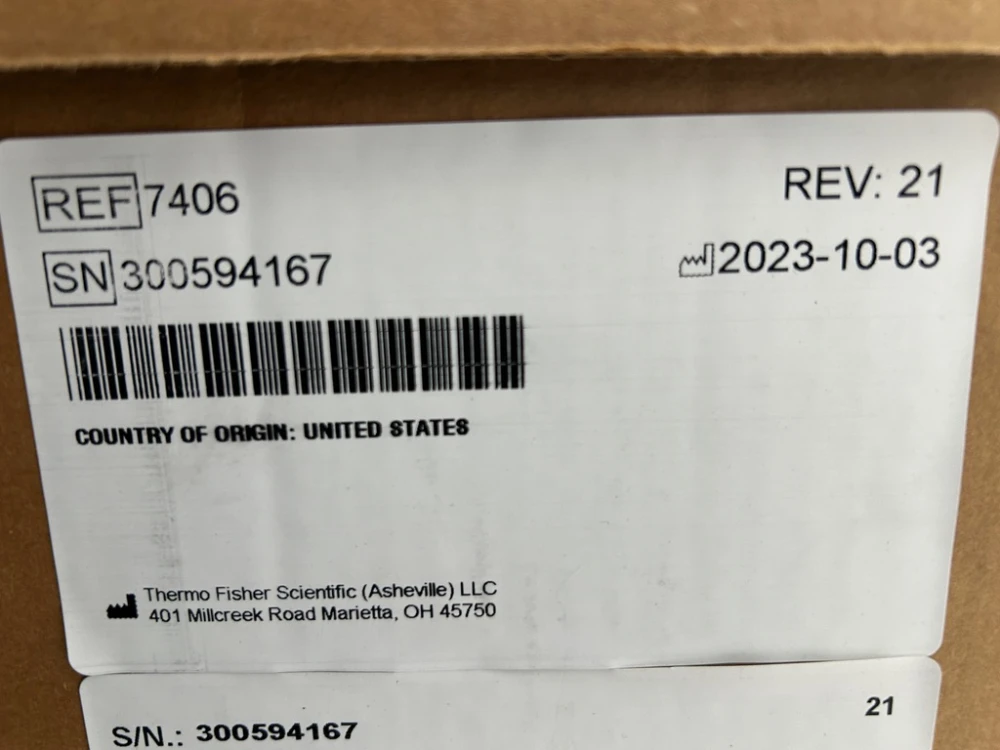 REF 7406
REV: 21
SN 300594167
2023-10-03
COUNTRY OF ORIGIN: UNITED STATES
Thermo Fisher Scientific (Asheville) LLC
401 Millcreek Road Marietta, OH 45750
21
S/N.: 300594167